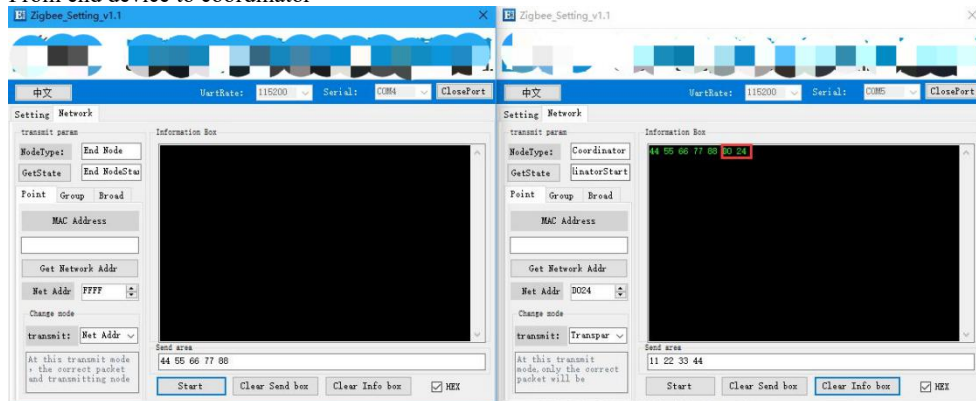 From end device to coordinator
Zigbee_Setting_v1.1
中文
UartRate: 115200 Serial: COM4 ClosePort
Setting Network
transmit param
Information Box
NodeType: End Node
GetState End NodeStar
Point Group Broad
MAC Address
Get Network Addr
Net Addr FFFF
Change mode
transmit: Net Addr
At this transmit mode
, the correct packet
and transmitting node
Send area
44 55 66 77 88
Start Clear Send box Clear Info box HEX
Zigbee_Setting_v1.1
中文
UartRate: 115200 Serial: COM5 ClosePort
Setting Network
transmit param
Information Box
NodeType: Coordinator
44 55 66 77 88 D0 24
GetState linatorStart
Point Group Broad
MAC Address
Get Network Addr
Net Addr D024
Change mode
transmit: Transpar
At this transmit
mode,only the correct
packet will be
Send area
11 22 33 44
Start Clear Send box Clear Info box HEX